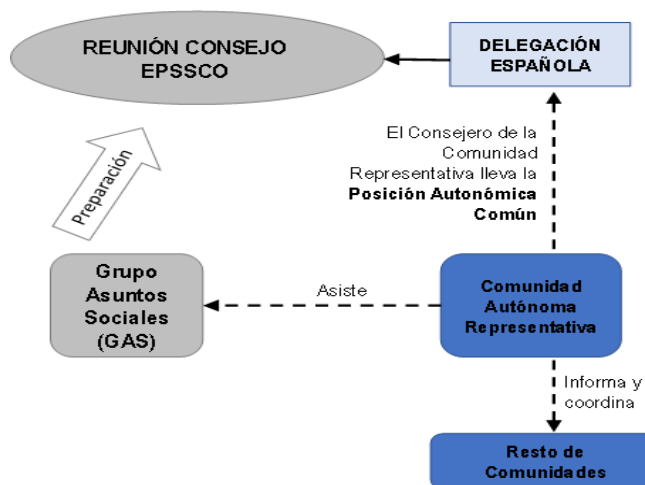 REUNIÓN CONSEJO
EPSSCO
DELEGACIÓN
ESPAÑOLA
El Consejero de la
Comunidad
Representativa lleva la
Posición Autonómica
Común
Preparación
Grupo
Asuntos
Sociales
(GAS)
Asiste
Comunidad
Autónoma
Representativa
Informa y
coordina
Resto de
Comunidades